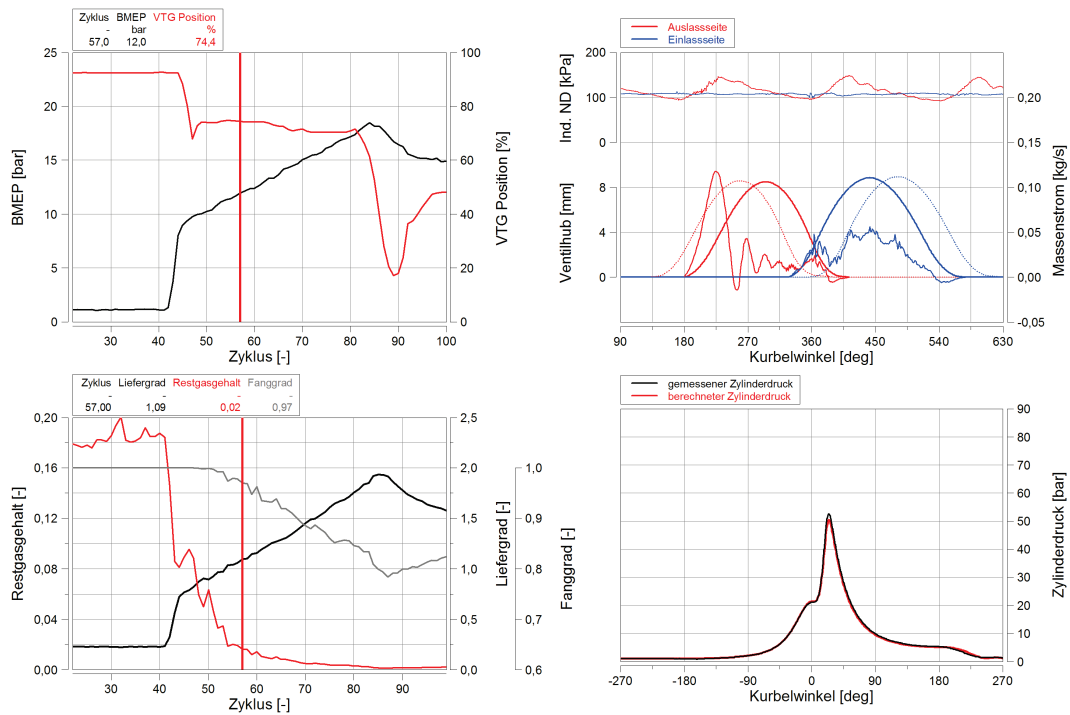 Zyklus BMEP VTG Position
- bar %
57,0 12,0 74,4
25 100
20 80
15 60
10 40
5 20
0 0
30 40 50 60 70 80 90 100
BMEP [bar]
VTG Position [%]
Zyklus [-]
Auslassseite
Einlassseite
200
100 0,20
0 0,15
8 0,10
4 0,05
0 0,00
-0,05
90 180 270 360 450 540 630
Ind. ND [kPa]
Ventilhub [mm]
Massenstrom [kg/s]
Kurbelwinkel [deg]
Zyklus Liefergrad Restgasgehalt Fanggrad
- - - -
57,00 1,09 0,02 0,97
0,20 2,5
0,16 2,0 1,0
0,12 1,5 0,9
0,08 1,0 0,8
0,04 0,5 0,7
0,00 0,0 0,6
30 40 50 60 70 80 90
Restgasgehalt [-]
Liefergrad [-]
Fanggrad [-]
Zyklus [-]
gemessener Zylinderdruck
berechneter Zylinderdruck
90
80
70
60
50
40
30
20
10
0
-270 -180 -90 0 90 180 270
Zylinderdruck [bar]
Kurbelwinkel [deg]